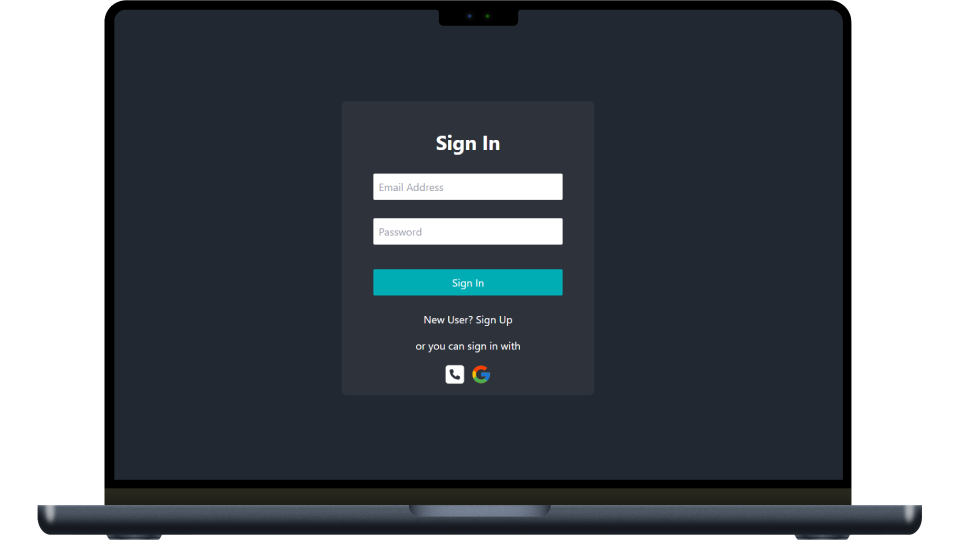 Sign In
Email Address
Password
Sign In
New User? Sign Up
or you can sign in with